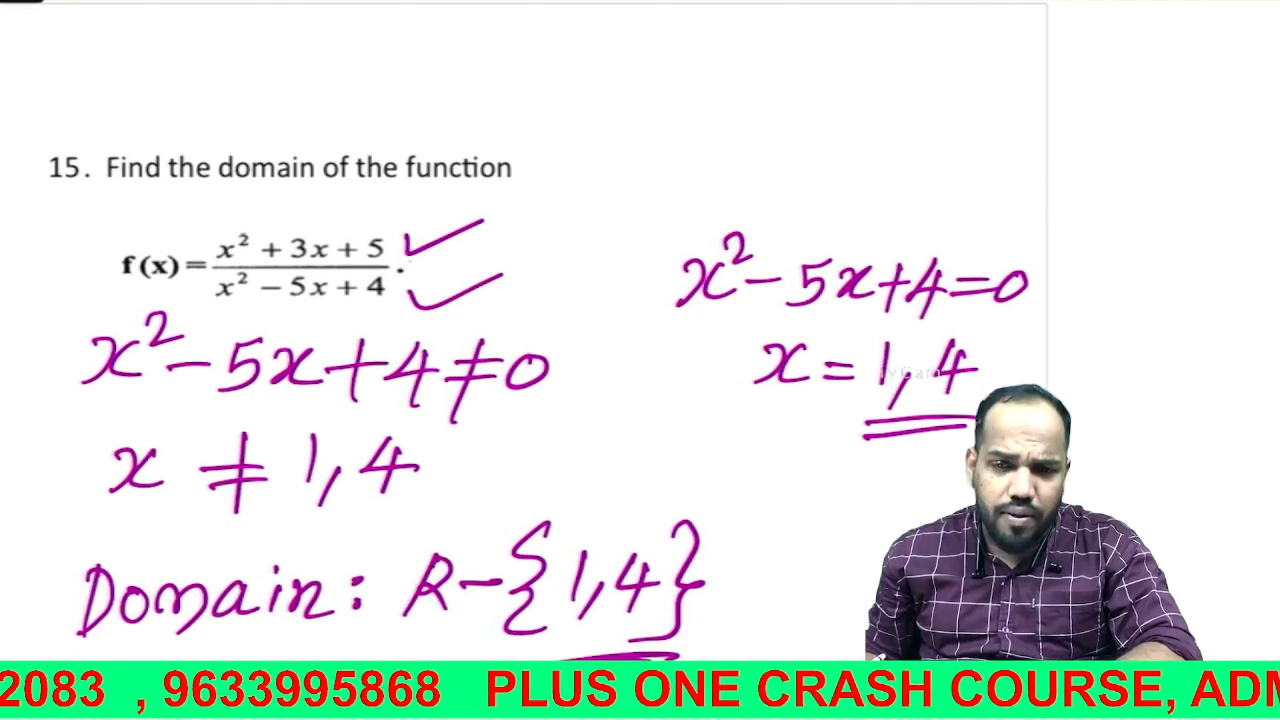 15. Find the domain of the function
f(x) = (x² + 3x + 5)/(x² − 5x + 4).
x² − 5x + 4 ≠ 0
x ≠ 1, 4
Domain: R − {1, 4}
x² − 5x + 4 = 0
x = 1, 4
2083 , 9633995868 PLUS ONE CRASH COURSE, ADM